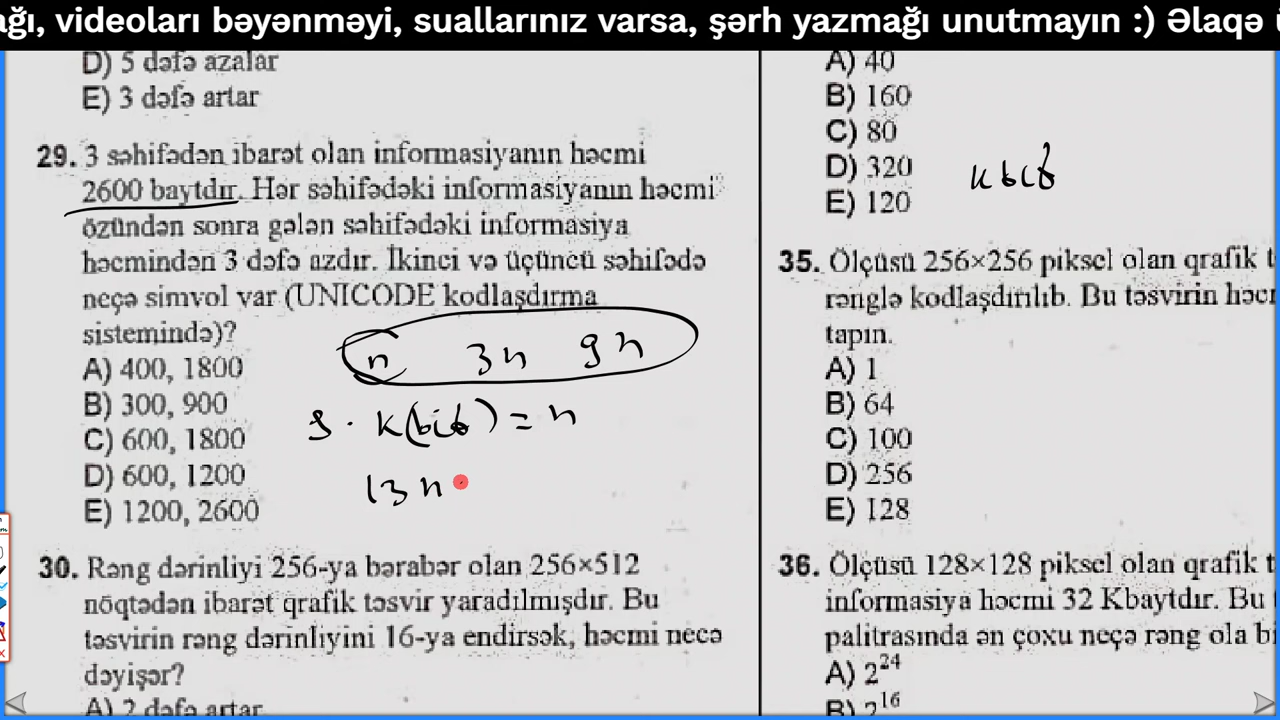 ağı, videoları bəyənməyi, suallarınız varsa, şərh yazmağı unutmayın :) Əlaqə
D) 5 dəfə azalar
E) 3 dəfə artar
29. 3 səhifədən ibarət olan informasiyanın həcmi
2600 baytdır. Hər səhifədəki informasiyanın həcmi
özündən sonra gələn səhifədəki informasiya
həcmindən 3 dəfə azdır. İkinci və üçüncü səhifədə
neçə simvol var (UNICODE kodlaşdırma
sistemində)?
A) 400, 1800
B) 300, 900
C) 600, 1800
D) 600, 1200
E) 1200, 2600
n 3n 9n
k(bit) = n
13n
30. Rəng dərinliyi 256-ya bərabər olan 256×512
nöqtədən ibarət qrafik təsvir yaradılmışdır. Bu
təsvirin rəng dərinliyini 16-ya endirsək, həcmi necə
dəyişər?
A) 2 dəfə artar
A) 40
B) 160
C) 80
D) 320
E) 120
k bit
35. Ölçüsü 256×256 piksel olan qrafik t
rənglə kodlaşdırılıb. Bu təsvirin həcr
tapın.
A) 1
B) 64
C) 100
D) 256
E) 128
36. Ölçüsü 128×128 piksel olan qrafik t
informasiya həcmi 32 Kbaytdır. Bu
palitrasında ən çoxu neçə rəng ola bi
A) 2²⁴
B) 2¹⁶